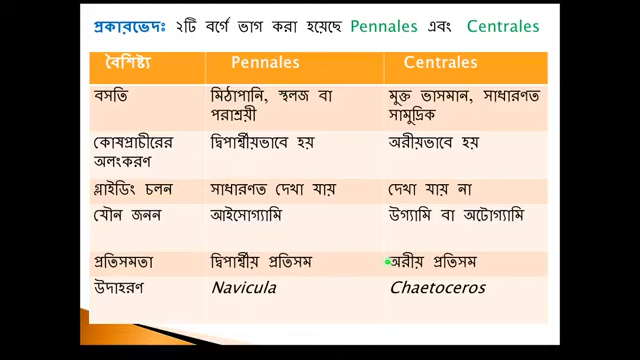 প্রকারভেদঃ ২টি বর্গে ভাগ করা হয়েছে Pennales এবং Centrales
বৈশিষ্ট্য Pennales Centrales
বসতি মিঠাপানি, স্থলজ বা মুক্ত ভাসমান, সাধারণত
পরাশ্রয়ী সামুদ্রিক
কোষপ্রাচীরের দ্বিপার্শ্বীয়ভাবে হয় অরীয়ভাবে হয়
অলংকরণ
গ্লাইডিং চলন সাধারণত দেখা যায় দেখা যায় না
যৌন জনন আইসোগ্যামি উগ্যামি বা অটোগ্যামি
প্রতিসমতা দ্বিপার্শ্বীয় প্রতিসম অরীয় প্রতিসম
উদাহরণ Navicula Chaetoceros